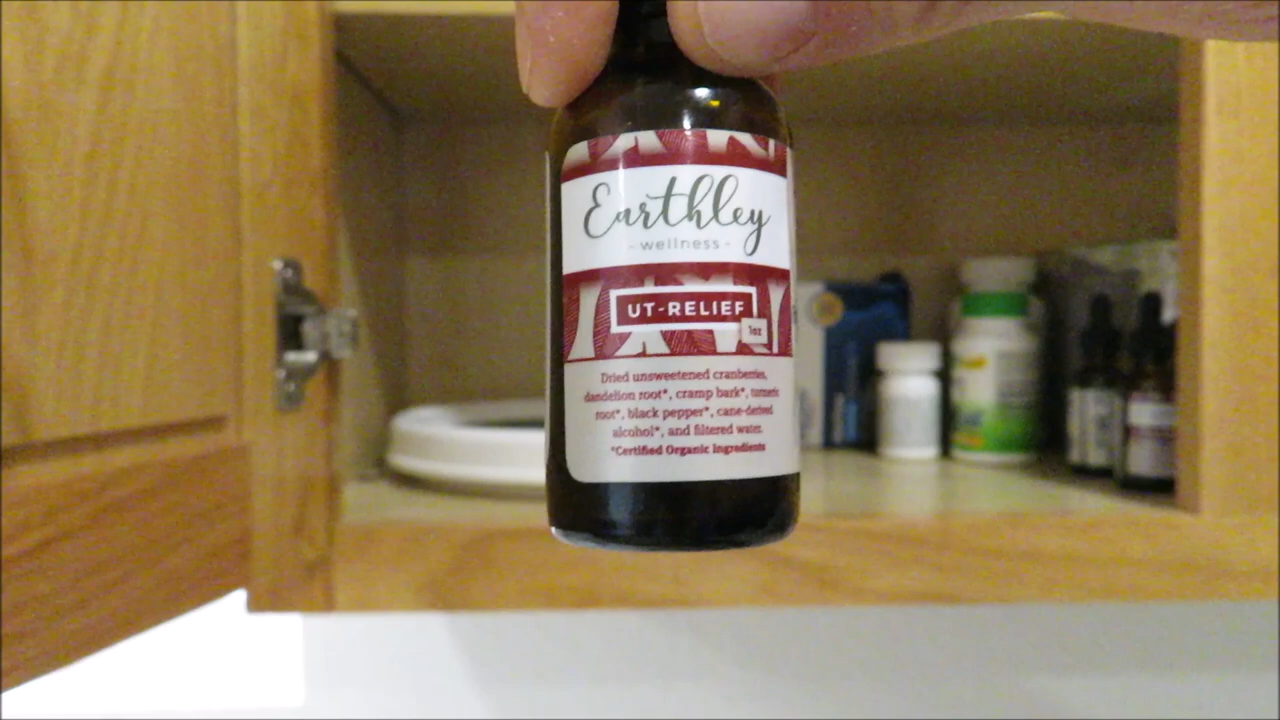 Earthley
- wellness -
UT-RELIEF
1oz
Dried unsweetened cranberries,
dandelion root*, cramp bark*, tumeric
root*, black pepper*, cane-derived
alcohol*, and filtered water.
*Certified Organic Ingredients